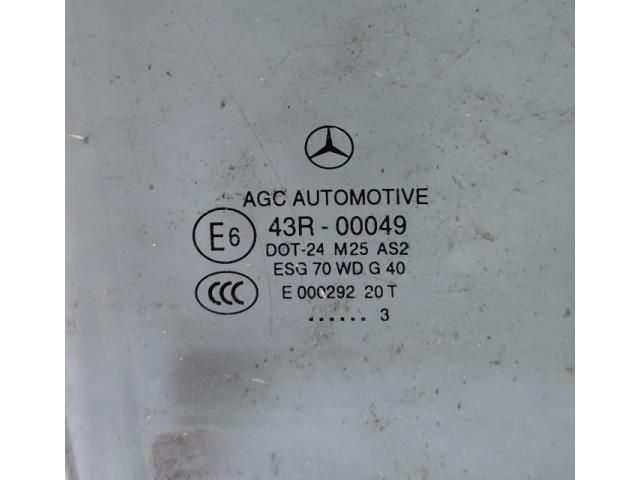 AGC AUTOMOTIVE
E6 43R - 00049
DOT-24 M25 AS2
ESG 70 WD G 40
CCC E 000292 20 T
...... 3